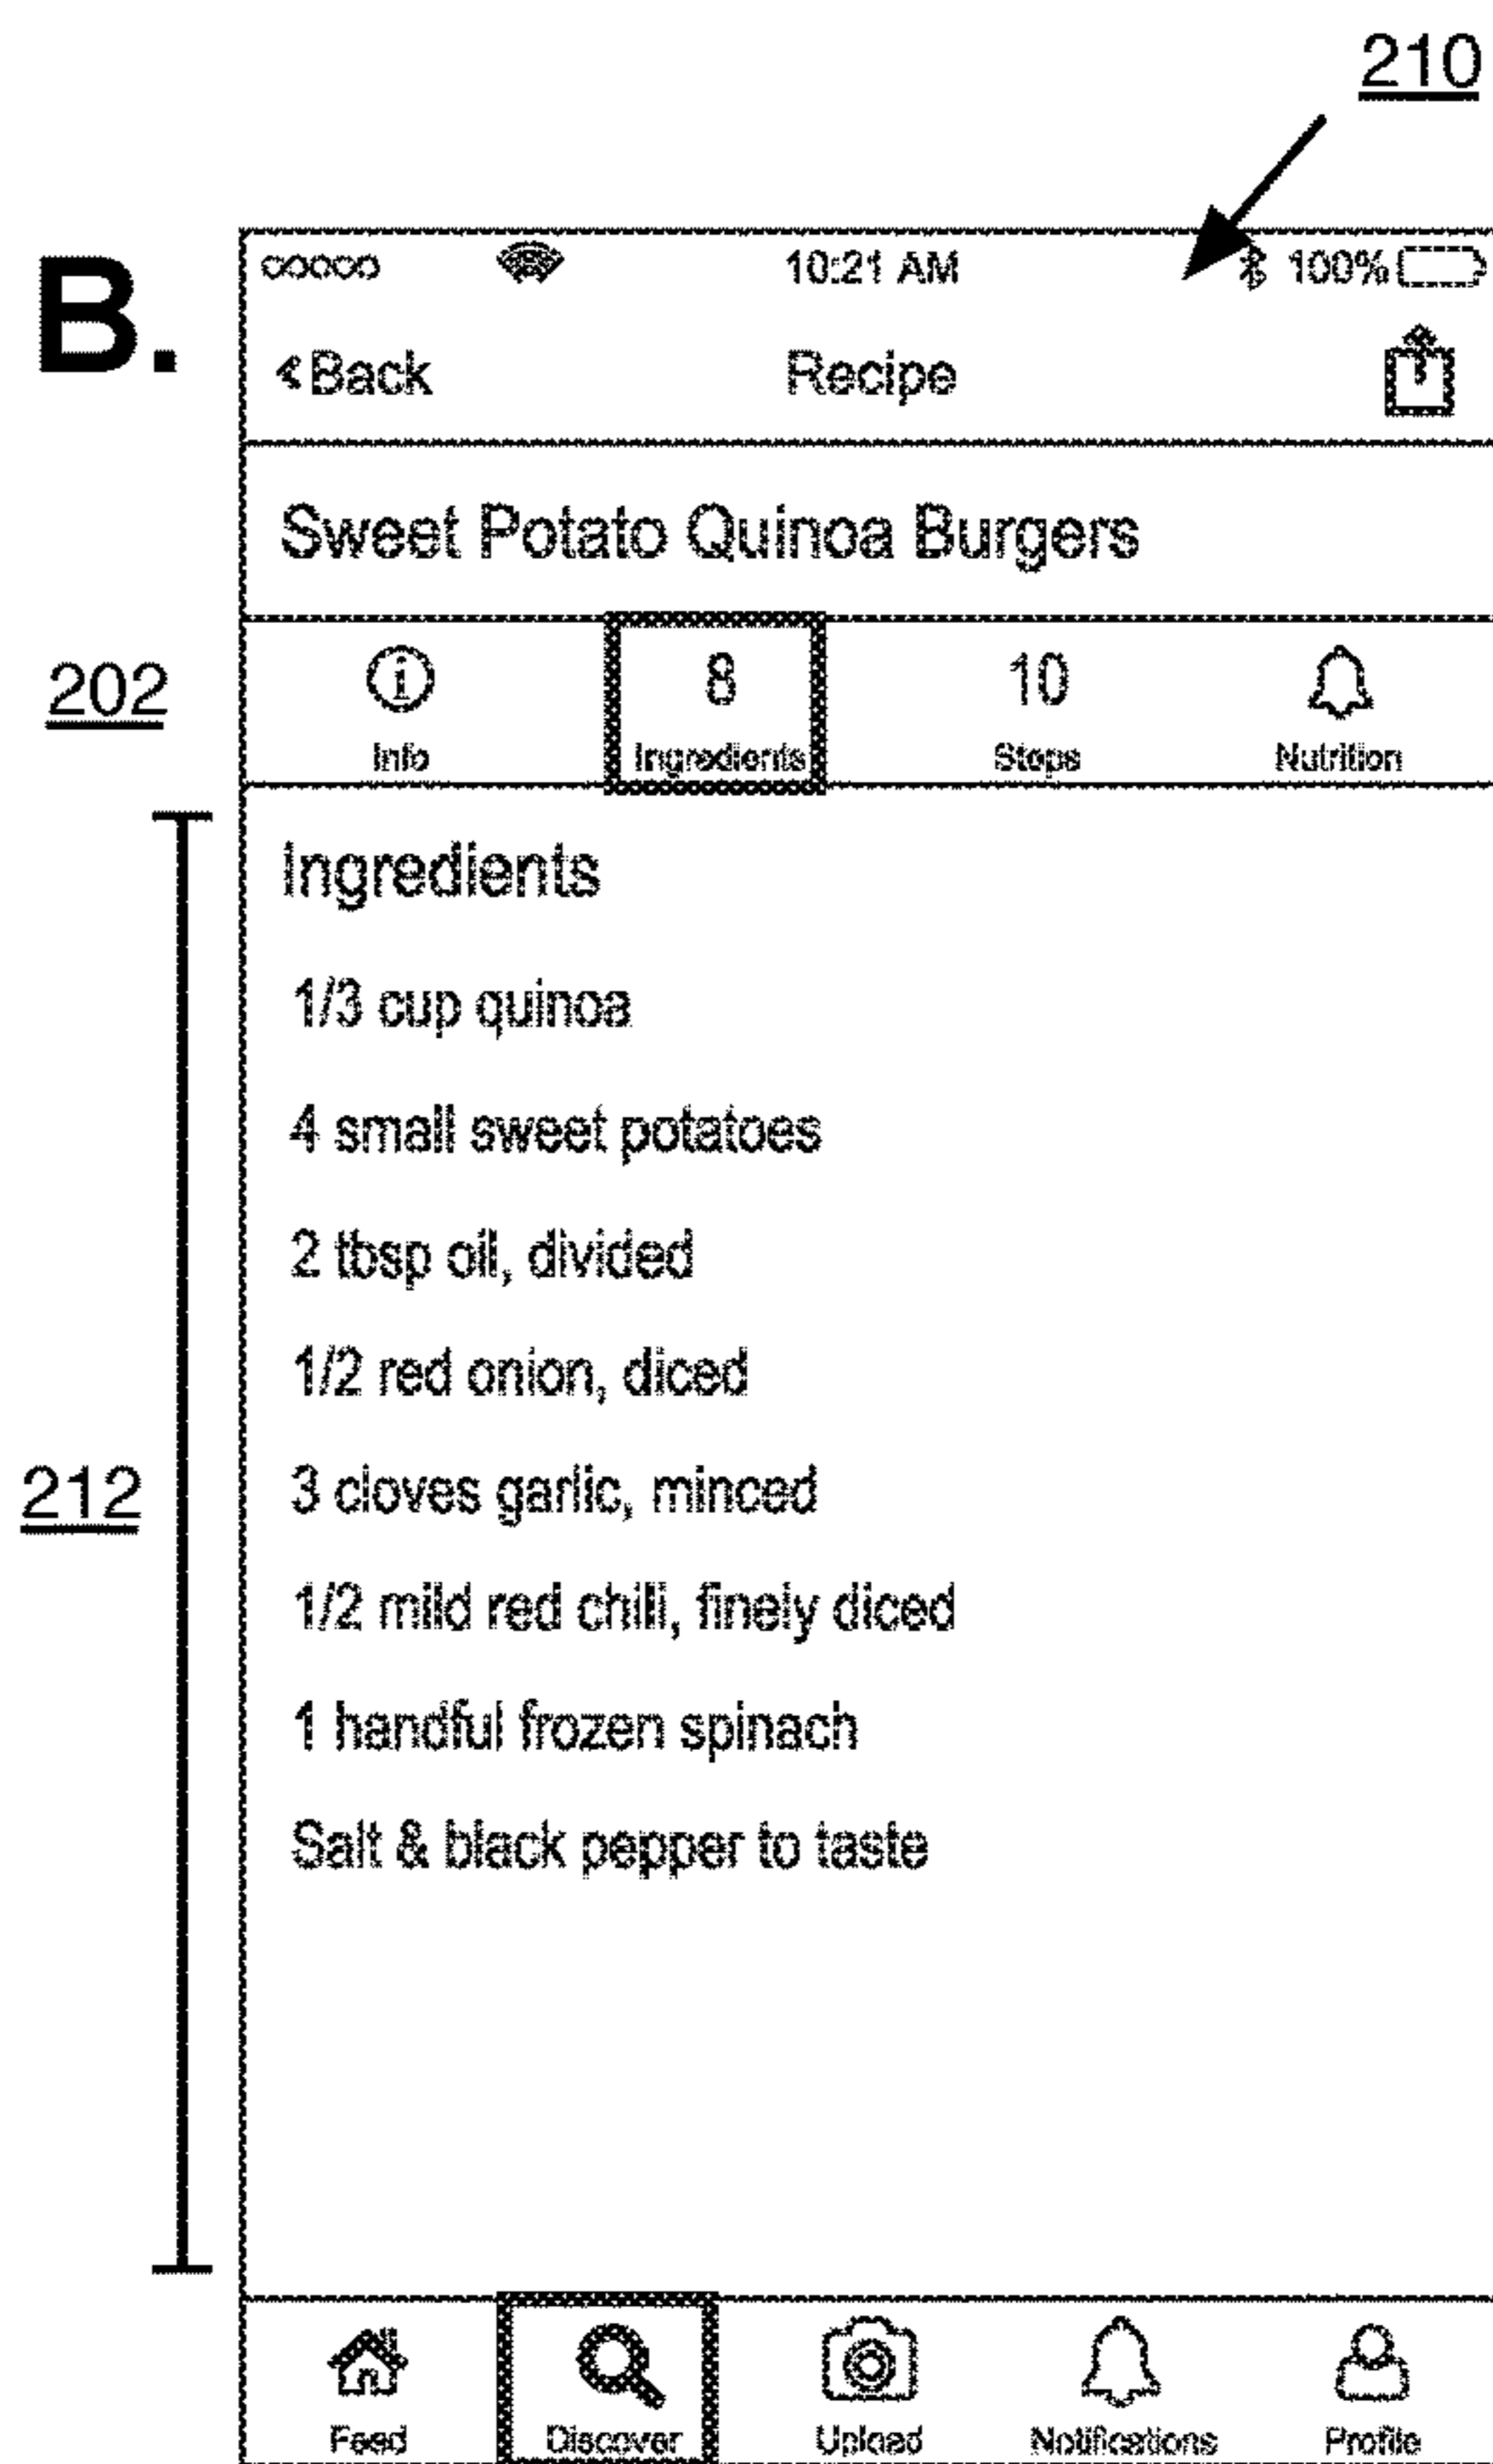 210
B.
10:21 AM 100%
Back Recipe
Sweet Potato Quinoa Burgers
202
8 10
Info Ingredients Steps Nutrition
Ingredients
1/3 cup quinoa
4 small sweet potatoes
2 tbsp oil, divided
1/2 red onion, diced
212
3 cloves garlic, minced
1/2 mild red chilli, finely diced
1 handful frozen spinach
Salt & black pepper to taste
Feed Discover Upload Notifications Profile